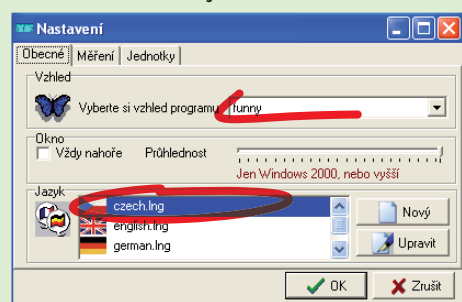 Nastavení
Obecné Měření Jednotky
Vzhled
Vyberte si vzhled programu funny
Okno
Vždy nahoře Průhlednost
Jen Windows 2000, nebo vyšší
Jazyk
czech.lng
english.lng
german.lng
Nový
Upravit
OK Zrušit